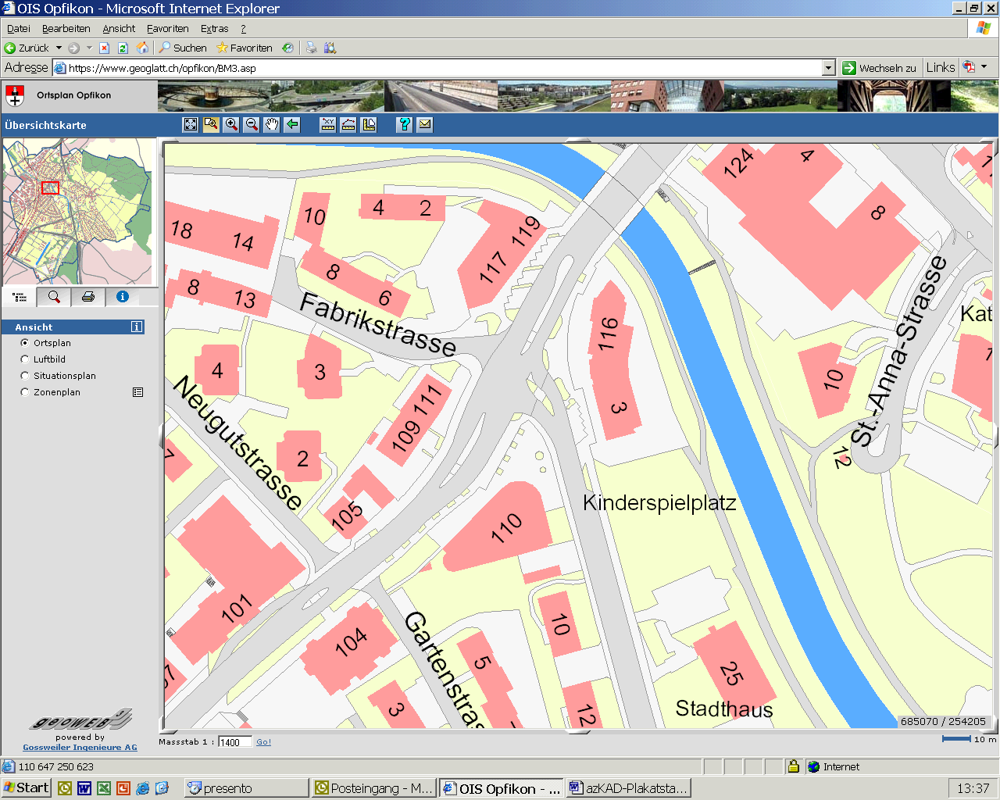 OIS Opfikon - Microsoft Internet Explorer
Datei Bearbeiten Ansicht Favoriten Extras ?
Zurück Suchen Favoriten
Adresse https://www.geoglatt.ch/opfikon/BM3.asp Wechseln zu Links
Ortsplan Opfikon
Übersichtskarte
Ansicht
Ortsplan
Luftbild
Situationsplan
Zonenplan
124 4
8
10 4 2
119
117
18 14
8 6
8 13
Fabrikstrasse
116
3
St.-Anna-Strasse
Kat
10
12
4 3
Neugutstrasse
111
109
2
7
105
Kinderspielplatz
110
101
104
Gartenstras
10
5
3
12
25
Stadthaus
685070 / 254205
geoWEB
powered by
Gossweiler Ingenieure AG
Massstab 1 : 1400 Go!
10 m
110 647 250 623
Internet
Start presento Posteingang - M... OIS Opfikon - ... azKAD-Plakatsta... 13:37